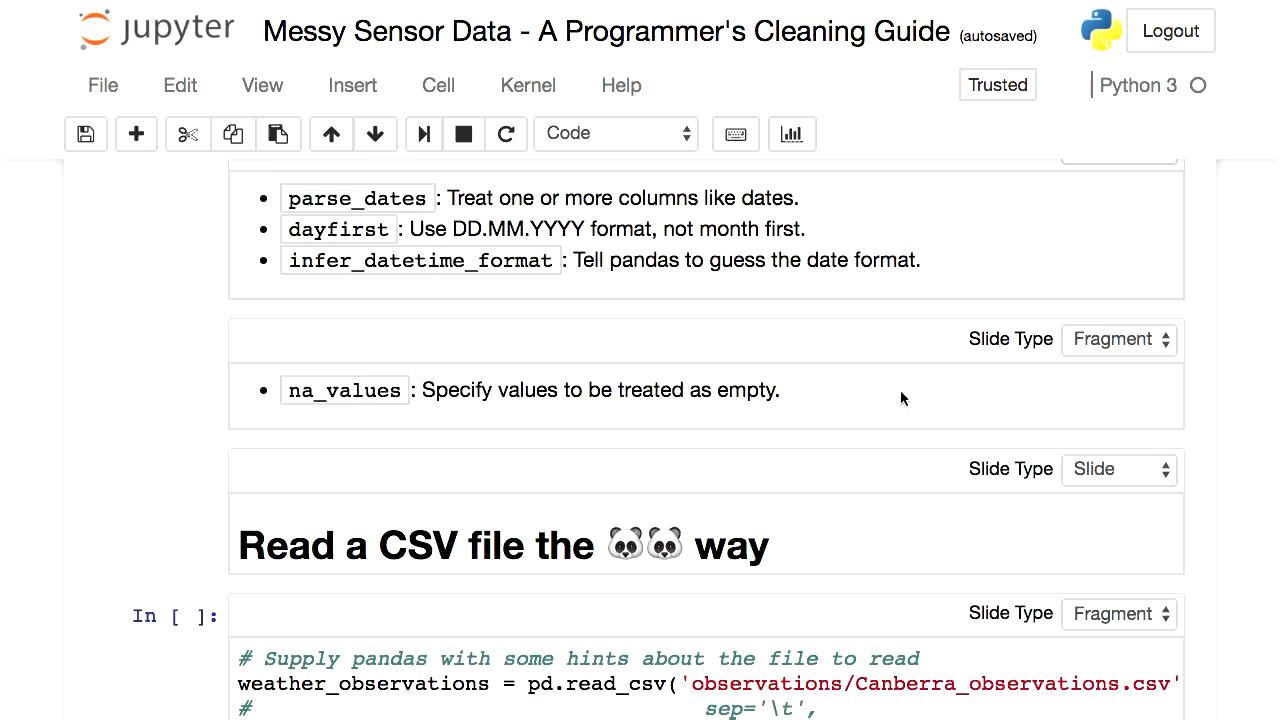 jupyter Messy Sensor Data - A Programmer's Cleaning Guide (autosaved) Logout
File Edit View Insert Cell Kernel Help Trusted Python 3
Code
• parse_dates : Treat one or more columns like dates.
• dayfirst : Use DD.MM.YYYY format, not month first.
• infer_datetime_format : Tell pandas to guess the date format.
Slide Type Fragment
• na_values : Specify values to be treated as empty.
Slide Type Slide
Read a CSV file the 🐼🐼 way
In [ ]: Slide Type Fragment
# Supply pandas with some hints about the file to read
weather_observations = pd.read_csv('observations/Canberra_observations.csv'
# sep='\t',